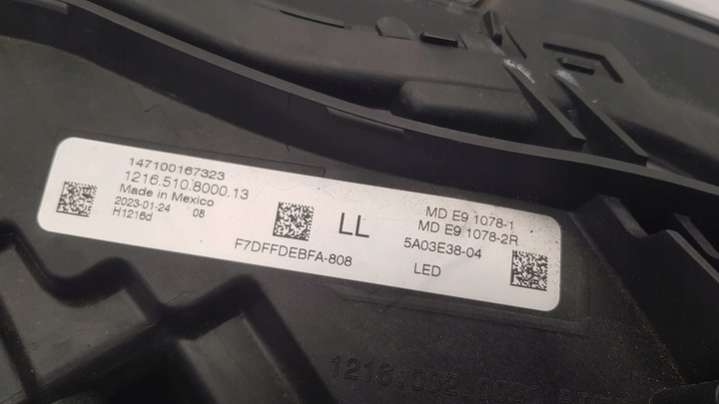 147100167323
1216.510.8000.13
Made in Mexico
2023-01-24 08
H1216d
F7DFFDEBFA-808
LL
MD E9 1078-1
MD E9 1078-2R
5A03E38-04
LED